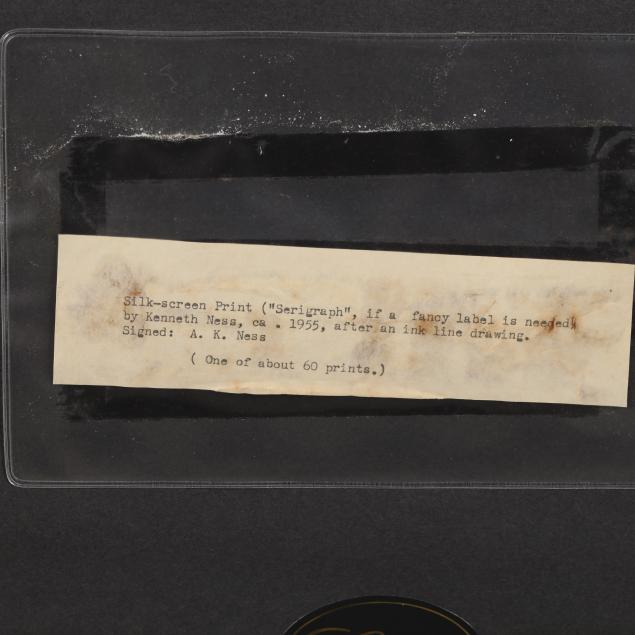 Silk-screen Print ("Serigraph", if a fancy label is needed)
by Kenneth Ness, ca . 1955, after an ink line drawing.
Signed: A. K. Ness
( One of about 60 prints.)